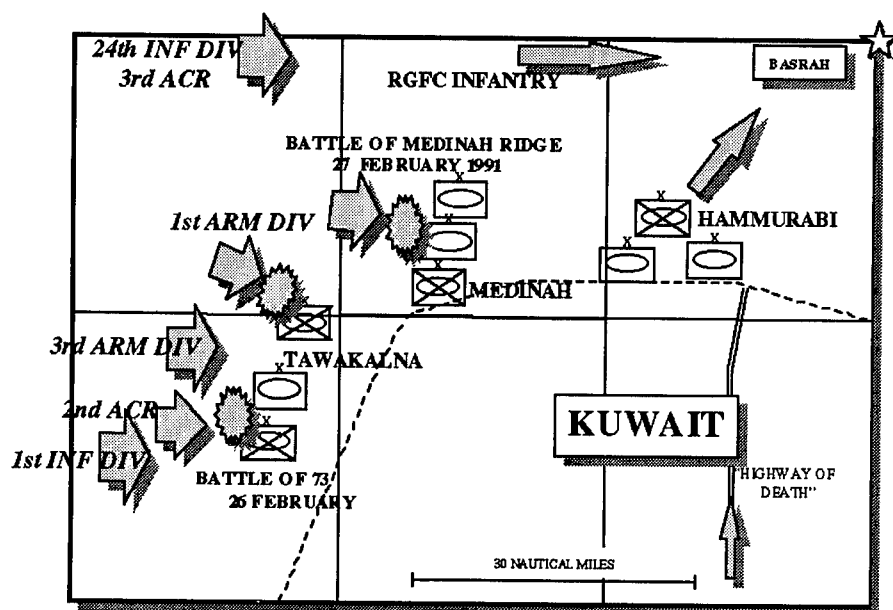 24th INF DIV
3rd ACR
RGFC INFANTRY
BASRAH
BATTLE OF MEDINAH RIDGE
27 FEBRUARY 1991
X
X
X
1st ARM DIV
X
HAMMURABI
X
X
MEDINAH
3rd ARM DIV
X
TAWAKALNA
X
2nd ACR
X
1st INF DIV
KUWAIT
BATTLE OF 73
26 FEBRUARY
"HIGHWAY OF
DEATH"
30 NAUTICAL MILES